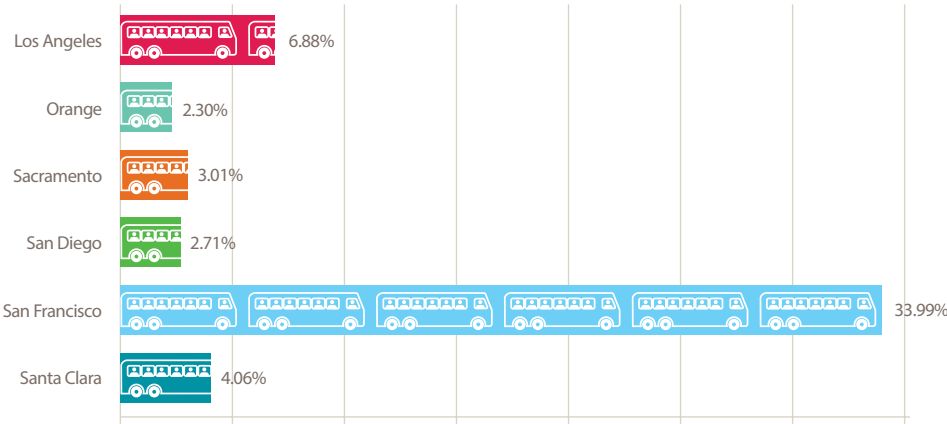 Los Angeles 6.88%
Orange 2.30%
Sacramento 3.01%
San Diego 2.71%
San Francisco 33.99%
Santa Clara 4.06%